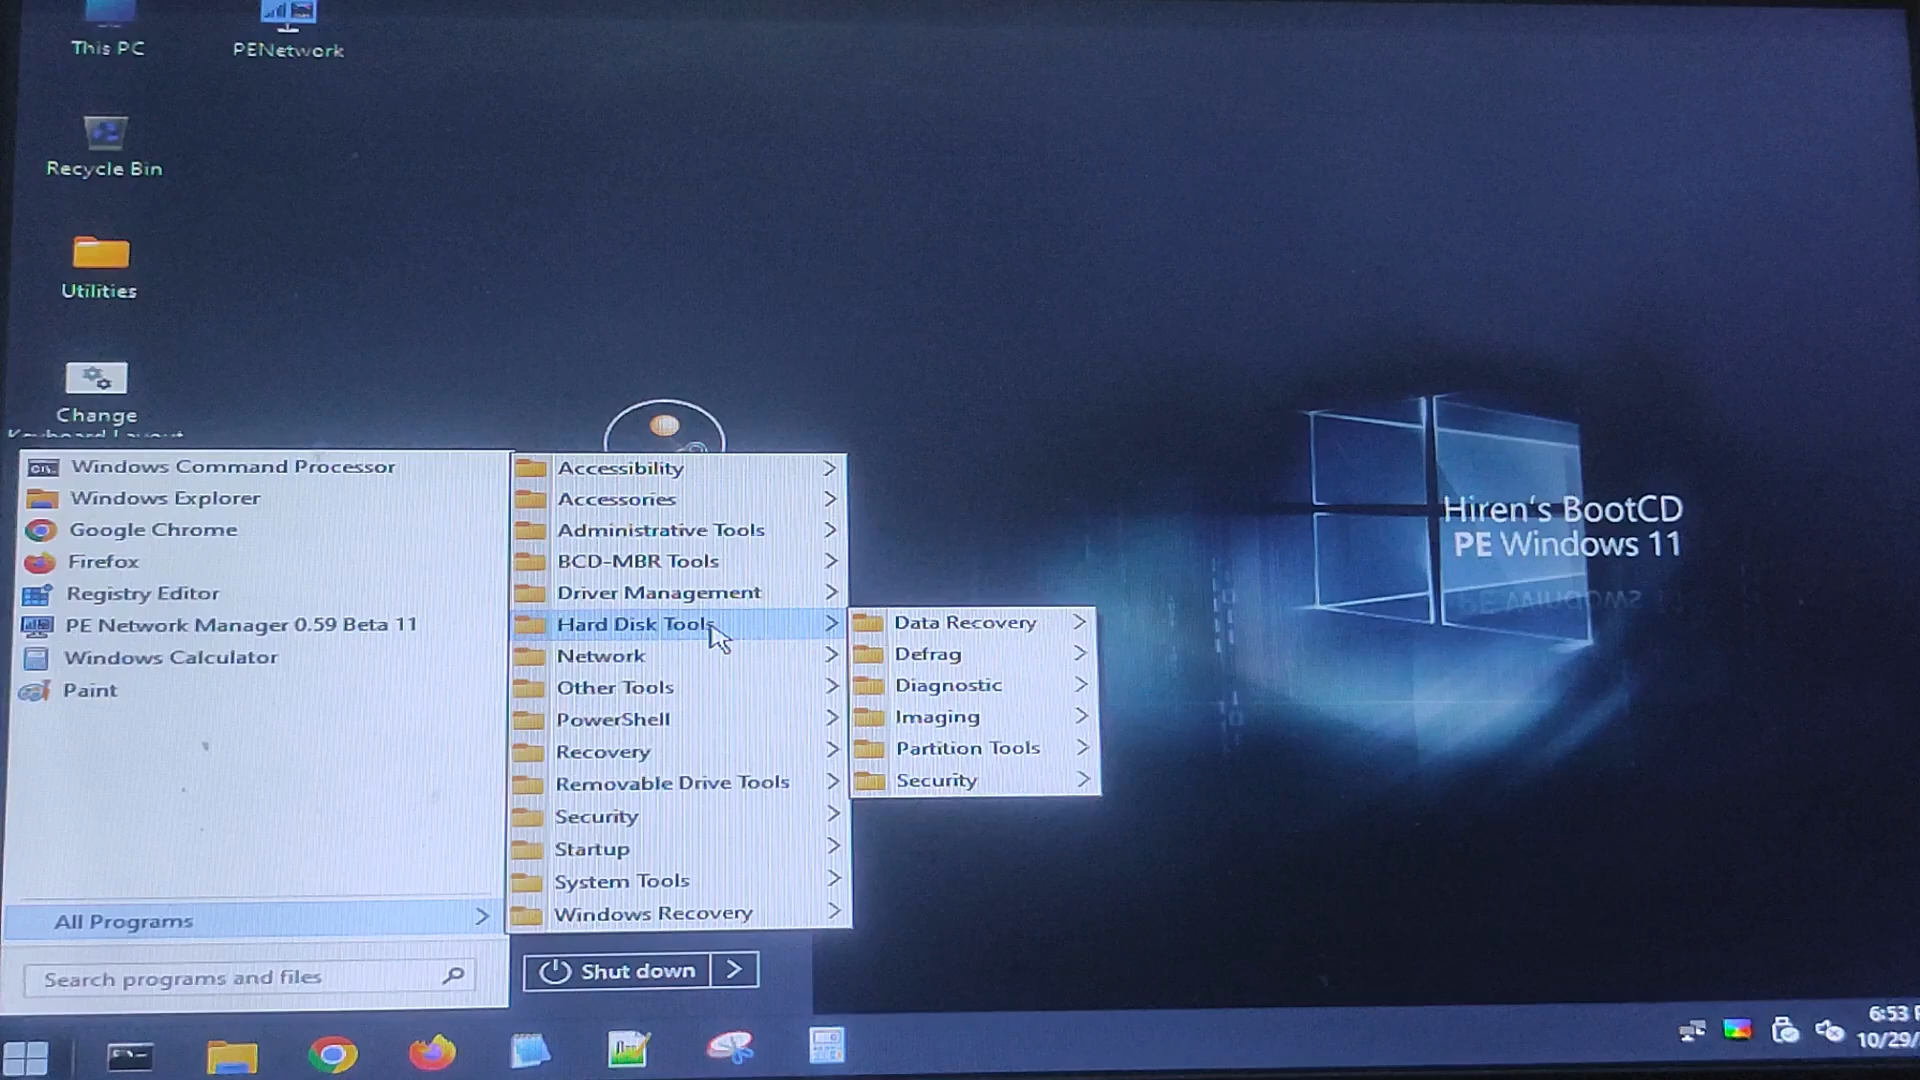 This PC
PENetwork
Recycle Bin
Utilities
Change
Keyboard Layout
Windows Command Processor
Windows Explorer
Google Chrome
Firefox
Registry Editor
PE Network Manager 0.59 Beta 11
Windows Calculator
Paint
All Programs
Search programs and files
Accessibility
Accessories
Administrative Tools
BCD-MBR Tools
Driver Management
Hard Disk Tools
Network
Other Tools
PowerShell
Recovery
Removable Drive Tools
Security
Startup
System Tools
Windows Recovery
Shut down
Data Recovery
Defrag
Diagnostic
Imaging
Partition Tools
Security
Hiren's BootCD
PE Windows 11
6:53
10/29/